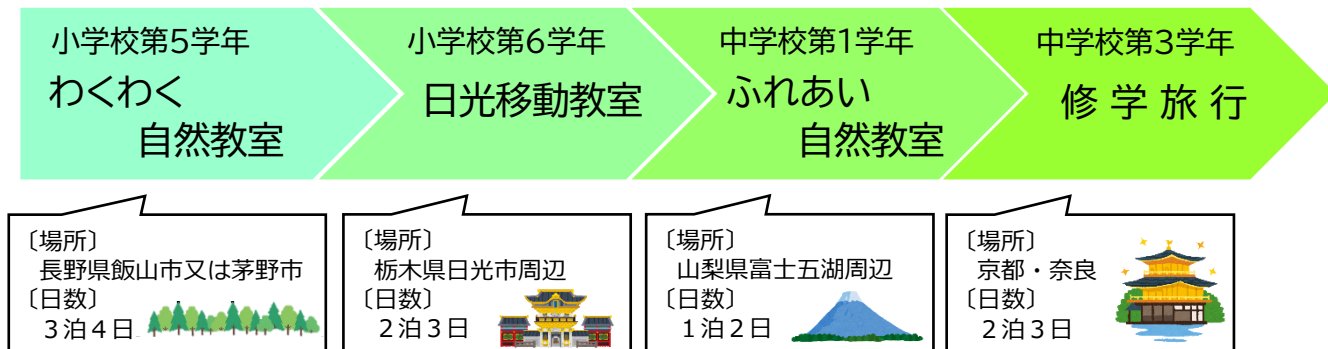 小学校第5学年
わくわく
自然教室
小学校第6学年
日光移動教室
中学校第1学年
ふれあい
自然教室
中学校第3学年
修学旅行
〔場所〕
長野県飯山市又は茅野市
〔日数〕
3泊4日
〔場所〕
栃木県日光市周辺
〔日数〕
2泊3日
〔場所〕
山梨県富士五湖周辺
〔日数〕
1泊2日
〔場所〕
京都・奈良
〔日数〕
2泊3日